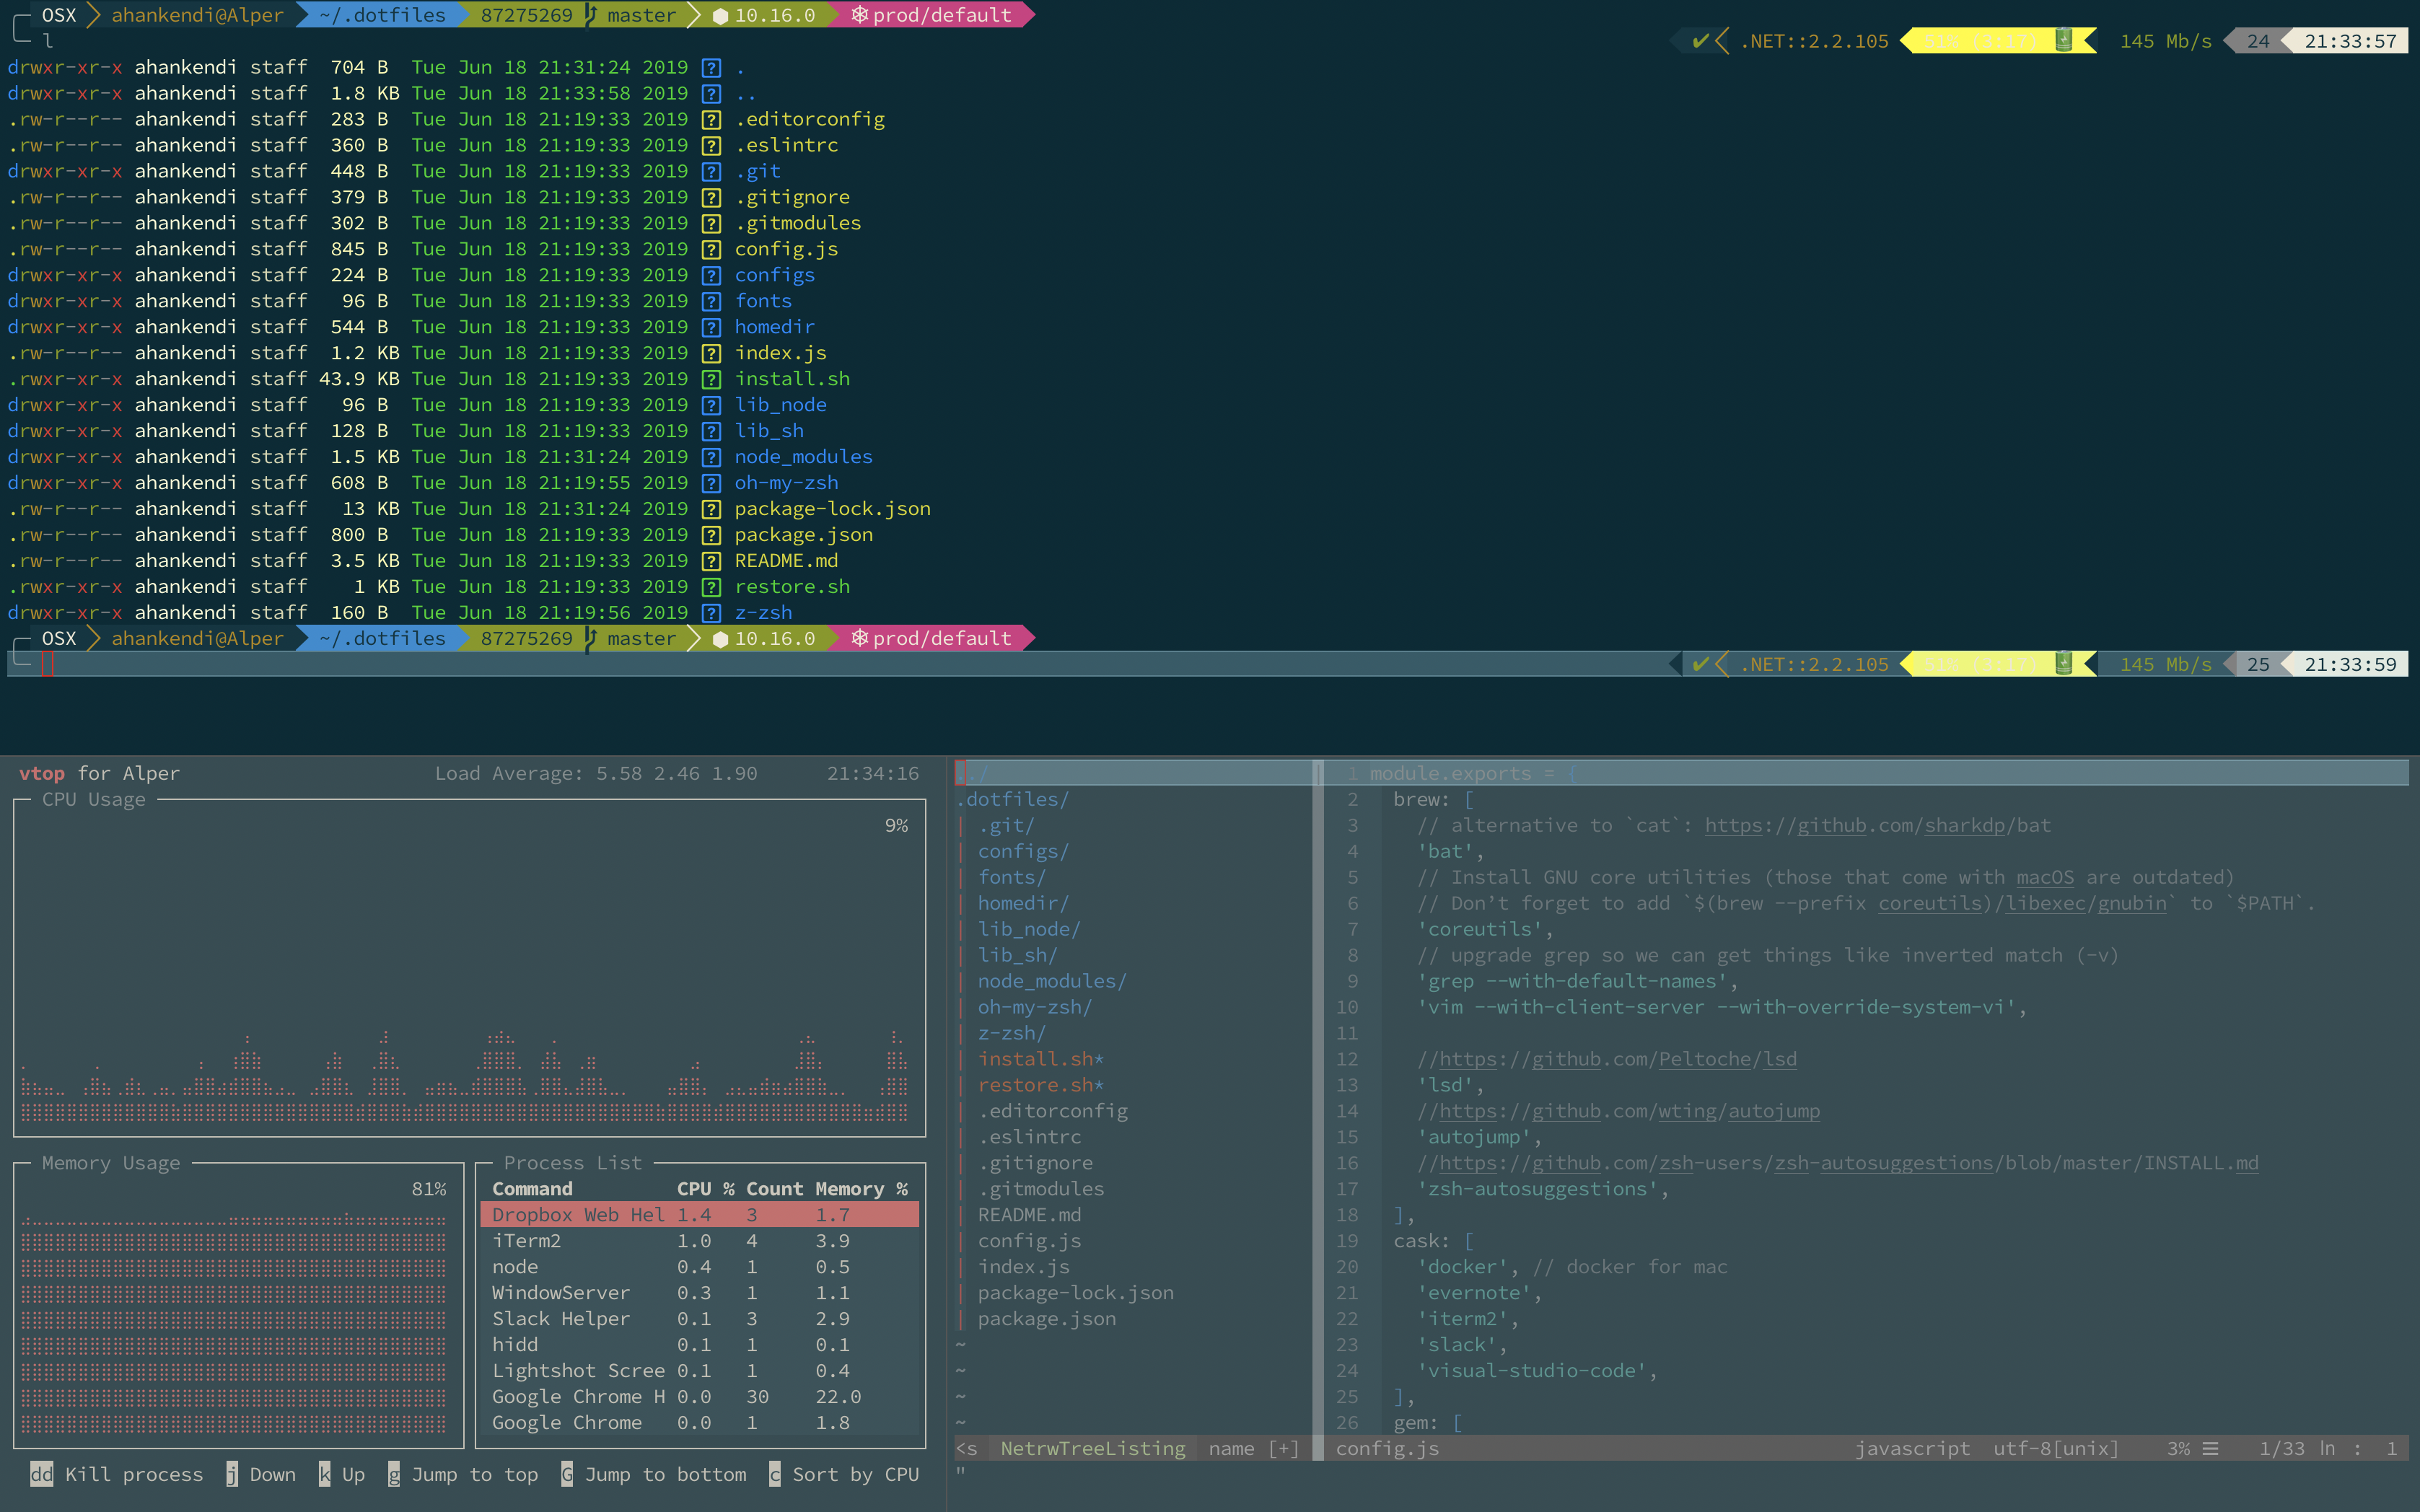 OSX ahankendi@Alper ~/.dotfiles 87275269 master 10.16.0 prod/default
l ✔ .NET::2.2.105 145 Mb/s 24 21:33:57
drwxr-xr-x ahankendi staff 704 B Tue Jun 18 21:31:24 2019 .
drwxr-xr-x ahankendi staff 1.8 KB Tue Jun 18 21:33:58 2019 ..
.rw-r--r-- ahankendi staff 283 B Tue Jun 18 21:19:33 2019 .editorconfig
.rw-r--r-- ahankendi staff 360 B Tue Jun 18 21:19:33 2019 .eslintrc
drwxr-xr-x ahankendi staff 448 B Tue Jun 18 21:19:33 2019 .git
.rw-r--r-- ahankendi staff 379 B Tue Jun 18 21:19:33 2019 .gitignore
.rw-r--r-- ahankendi staff 302 B Tue Jun 18 21:19:33 2019 .gitmodules
.rw-r--r-- ahankendi staff 845 B Tue Jun 18 21:19:33 2019 config.js
drwxr-xr-x ahankendi staff 224 B Tue Jun 18 21:19:33 2019 configs
drwxr-xr-x ahankendi staff 96 B Tue Jun 18 21:19:33 2019 fonts
drwxr-xr-x ahankendi staff 544 B Tue Jun 18 21:19:33 2019 homedir
.rw-r--r-- ahankendi staff 1.2 KB Tue Jun 18 21:19:33 2019 index.js
.rwxr-xr-x ahankendi staff 43.9 KB Tue Jun 18 21:19:33 2019 install.sh
drwxr-xr-x ahankendi staff 96 B Tue Jun 18 21:19:33 2019 lib_node
drwxr-xr-x ahankendi staff 128 B Tue Jun 18 21:19:33 2019 lib_sh
drwxr-xr-x ahankendi staff 1.5 KB Tue Jun 18 21:31:24 2019 node_modules
drwxr-xr-x ahankendi staff 608 B Tue Jun 18 21:19:55 2019 oh-my-zsh
.rw-r--r-- ahankendi staff 13 KB Tue Jun 18 21:31:24 2019 package-lock.json
.rw-r--r-- ahankendi staff 800 B Tue Jun 18 21:19:33 2019 package.json
.rw-r--r-- ahankendi staff 3.5 KB Tue Jun 18 21:19:33 2019 README.md
.rwxr-xr-x ahankendi staff 1 KB Tue Jun 18 21:19:33 2019 restore.sh
drwxr-xr-x ahankendi staff 160 B Tue Jun 18 21:19:56 2019 z-zsh
OSX ahankendi@Alper ~/.dotfiles 87275269 master 10.16.0 prod/default
✔ .NET::2.2.105 145 Mb/s 25 21:33:59
vtop for Alper Load Average: 5.58 2.46 1.90 21:34:16
CPU Usage
9%
Memory Usage
81%
Process List
Command CPU % Count Memory %
Dropbox Web Hel 1.4 3 1.7
iTerm2 1.0 4 3.9
node 0.4 1 0.5
WindowServer 0.3 1 1.1
Slack Helper 0.1 3 2.9
hidd 0.1 1 0.1
Lightshot Scree 0.1 1 0.4
Google Chrome H 0.0 30 22.0
Google Chrome 0.0 1 1.8
dd Kill process j Down k Up g Jump to top G Jump to bottom c Sort by CPU
../
.dotfiles/
| .git/
| configs/
| fonts/
| homedir/
| lib_node/
| lib_sh/
| node_modules/
| oh-my-zsh/
| z-zsh/
| install.sh*
| restore.sh*
| .editorconfig
| .eslintrc
| .gitignore
| .gitmodules
| README.md
| config.js
| index.js
| package-lock.json
| package.json
~
~
~
~
<s NetrwTreeListing name [+]
"
1 module.exports = {
2 brew: [
3 // alternative to `cat`: https://github.com/sharkdp/bat
4 'bat',
5 // Install GNU core utilities (those that come with macOS are outdated)
6 // Don’t forget to add `$(brew --prefix coreutils)/libexec/gnubin` to `$PATH`.
7 'coreutils',
8 // upgrade grep so we can get things like inverted match (-v)
9 'grep --with-default-names',
10 'vim --with-client-server --with-override-system-vi',
11
12 //https://github.com/Peltoche/lsd
13 'lsd',
14 //https://github.com/wting/autojump
15 'autojump',
16 //https://github.com/zsh-users/zsh-autosuggestions/blob/master/INSTALL.md
17 'zsh-autosuggestions',
18 ],
19 cask: [
20 'docker', // docker for mac
21 'evernote',
22 'iterm2',
23 'slack',
24 'visual-studio-code',
25 ],
26 gem: [
config.js javascript utf-8[unix] 3% ☰ 1/33 ln : 1